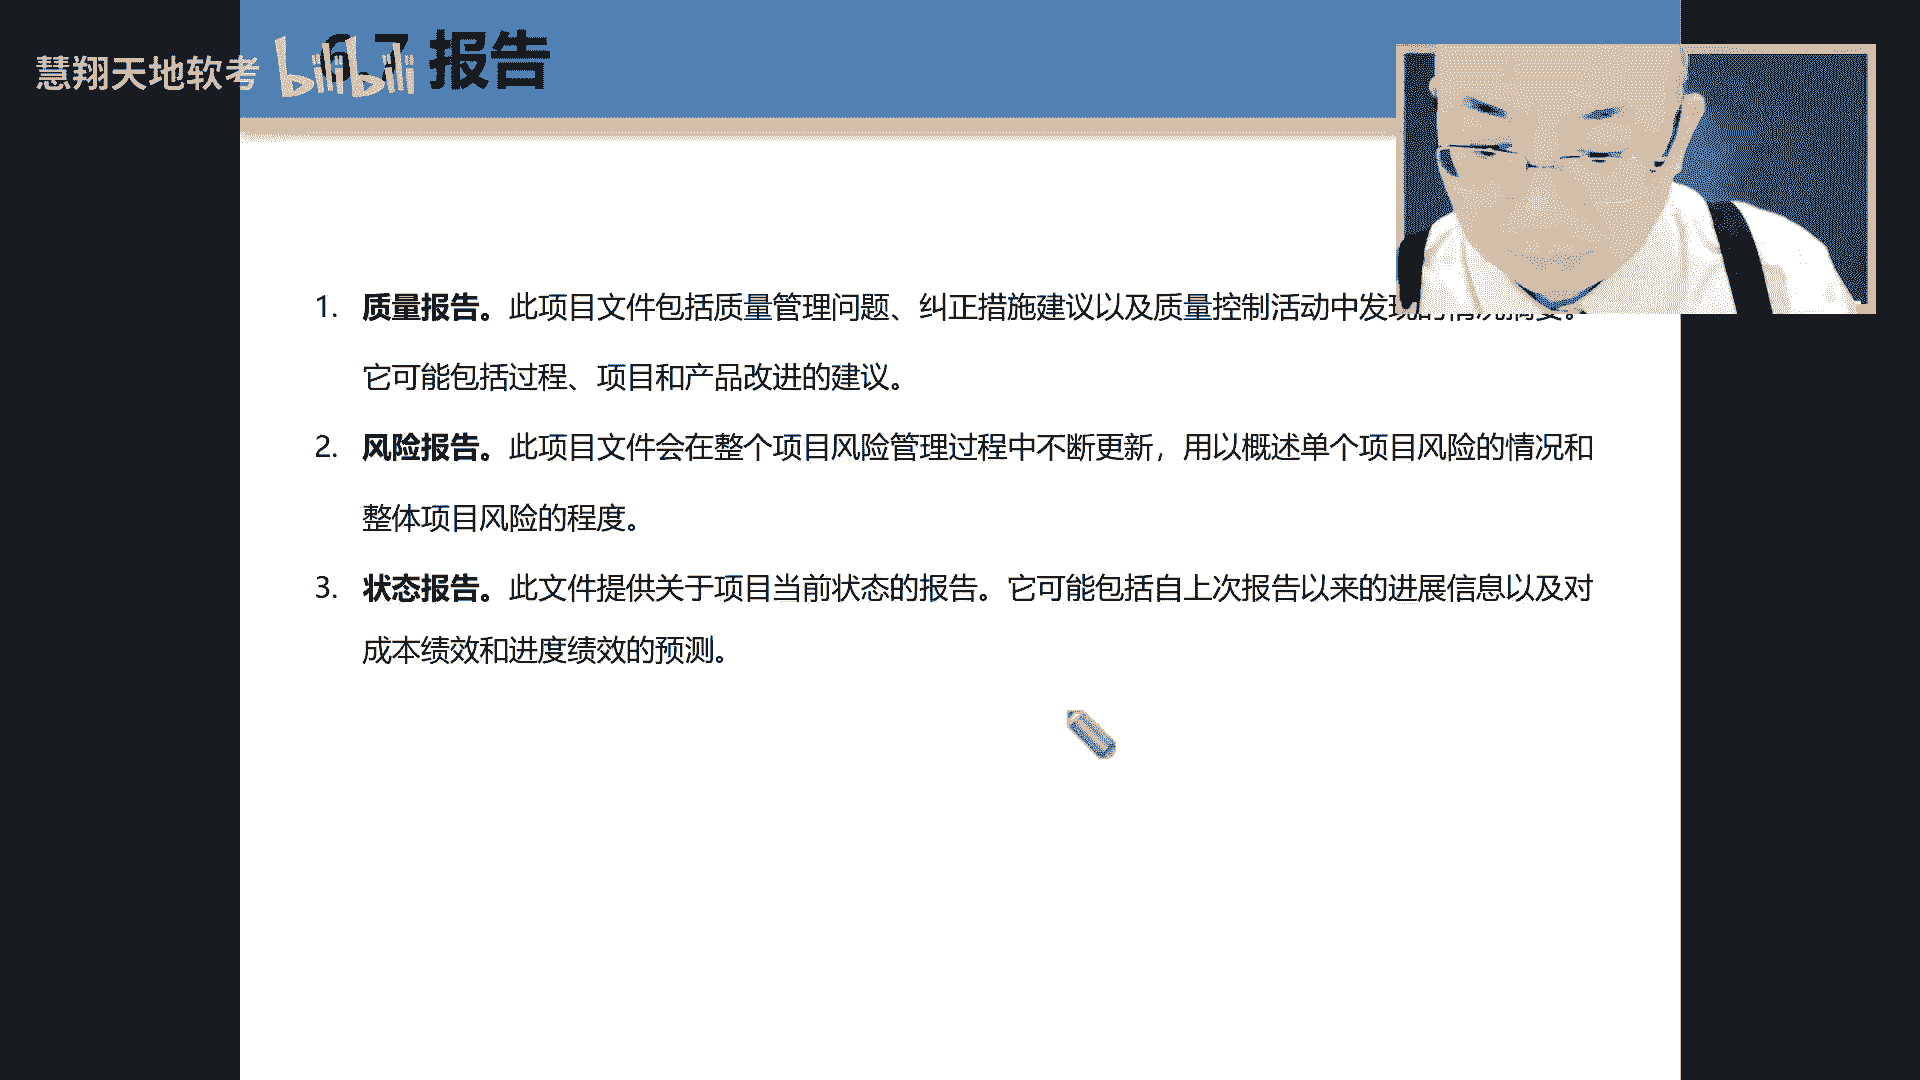 慧翔天地软考 bilibili 6.7 报告
1. 质量报告。此项目文件包括质量管理问题、纠正措施建议以及质量控制活动中发现的情况摘要。
它可能包括过程、项目和产品改进的建议。
2. 风险报告。此项目文件会在整个项目风险管理过程中不断更新，用以概述单个项目风险的情况和
整体项目风险的程度。
3. 状态报告。此文件提供关于项目当前状态的报告。它可能包括自上次报告以来的进展信息以及对
成本绩效和进度绩效的预测。